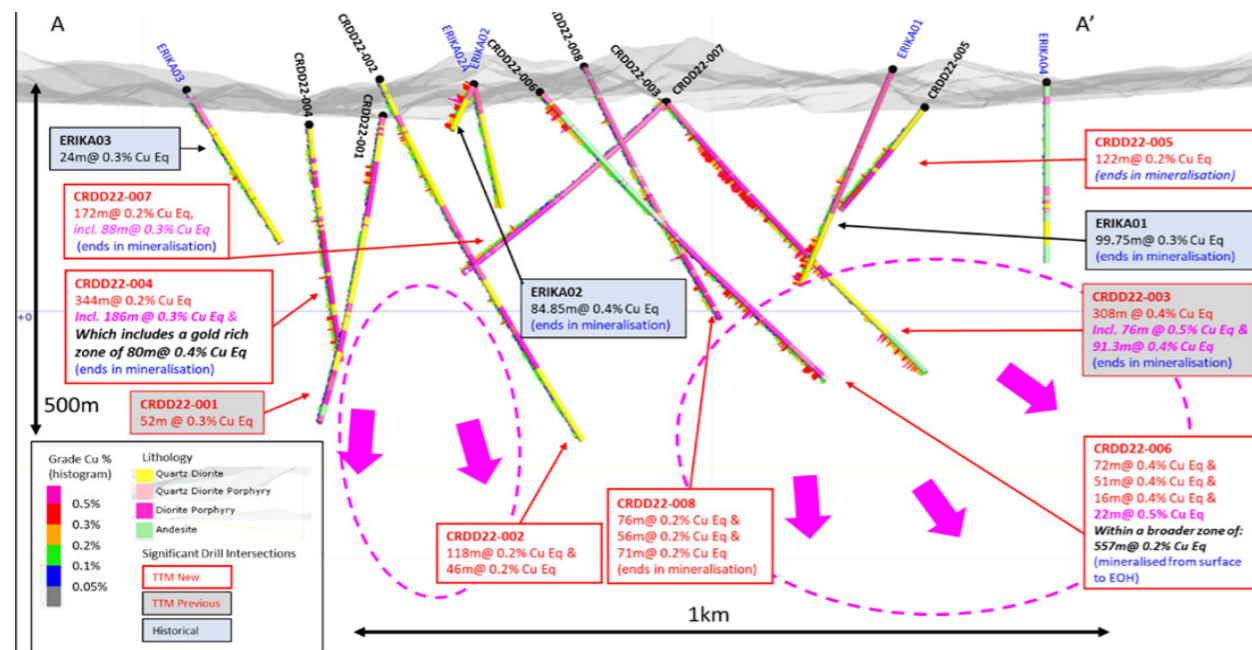 A
A'
ERIKA03
CRDD22-004
CRDD22-001
CRDD22-002
ERIKA02A
ERIKA02
CRDD22-006
CRDD22-008
CRDD22-003
CRDD22-007
ERIKA01
CRDD22-005
ERIKA04
ERIKA03
24m@ 0.3% Cu Eq
CRDD22-007
172m@ 0.2% Cu Eq,
incl. 88m@ 0.3% Cu Eq
(ends in mineralisation)
CRDD22-004
344m@ 0.2% Cu Eq
Incl. 186m @ 0.3% Cu Eq &
Which includes a gold rich
zone of 80m@ 0.4% Cu Eq
(ends in mineralisation)
CRDD22-001
52m @ 0.3% Cu Eq
ERIKA02
84.85m@ 0.4% Cu Eq
(ends in mineralisation)
CRDD22-005
122m@ 0.2% Cu Eq
(ends in mineralisation)
ERIKA01
99.75m@ 0.3% Cu Eq
(ends in mineralisation)
CRDD22-003
308m@ 0.4% Cu Eq
Incl. 76m @ 0.5% Cu Eq &
91.3m@ 0.4% Cu Eq
(ends in mineralisation)
CRDD22-006
72m@ 0.4% Cu Eq &
51m@ 0.4% Cu Eq &
16m@ 0.4% Cu Eq &
22m@ 0.5% Cu Eq
Within a broader zone of:
557m@ 0.2% Cu Eq
(mineralised from surface
to EOH)
CRDD22-008
76m@ 0.2% Cu Eq &
56m@ 0.2% Cu Eq &
71m@ 0.2% Cu Eq
(ends in mineralisation)
CRDD22-002
118m@ 0.2% Cu Eq &
46m@ 0.2% Cu Eq
+0
500m
1km
Grade Cu %
(histogram)
0.5%
0.3%
0.2%
0.1%
0.05%
Lithology
Quartz Diorite
Quartz Diorite Porphyry
Diorite Porphyry
Andesite
Significant Drill Intersections
TTM New
TTM Previous
Historical